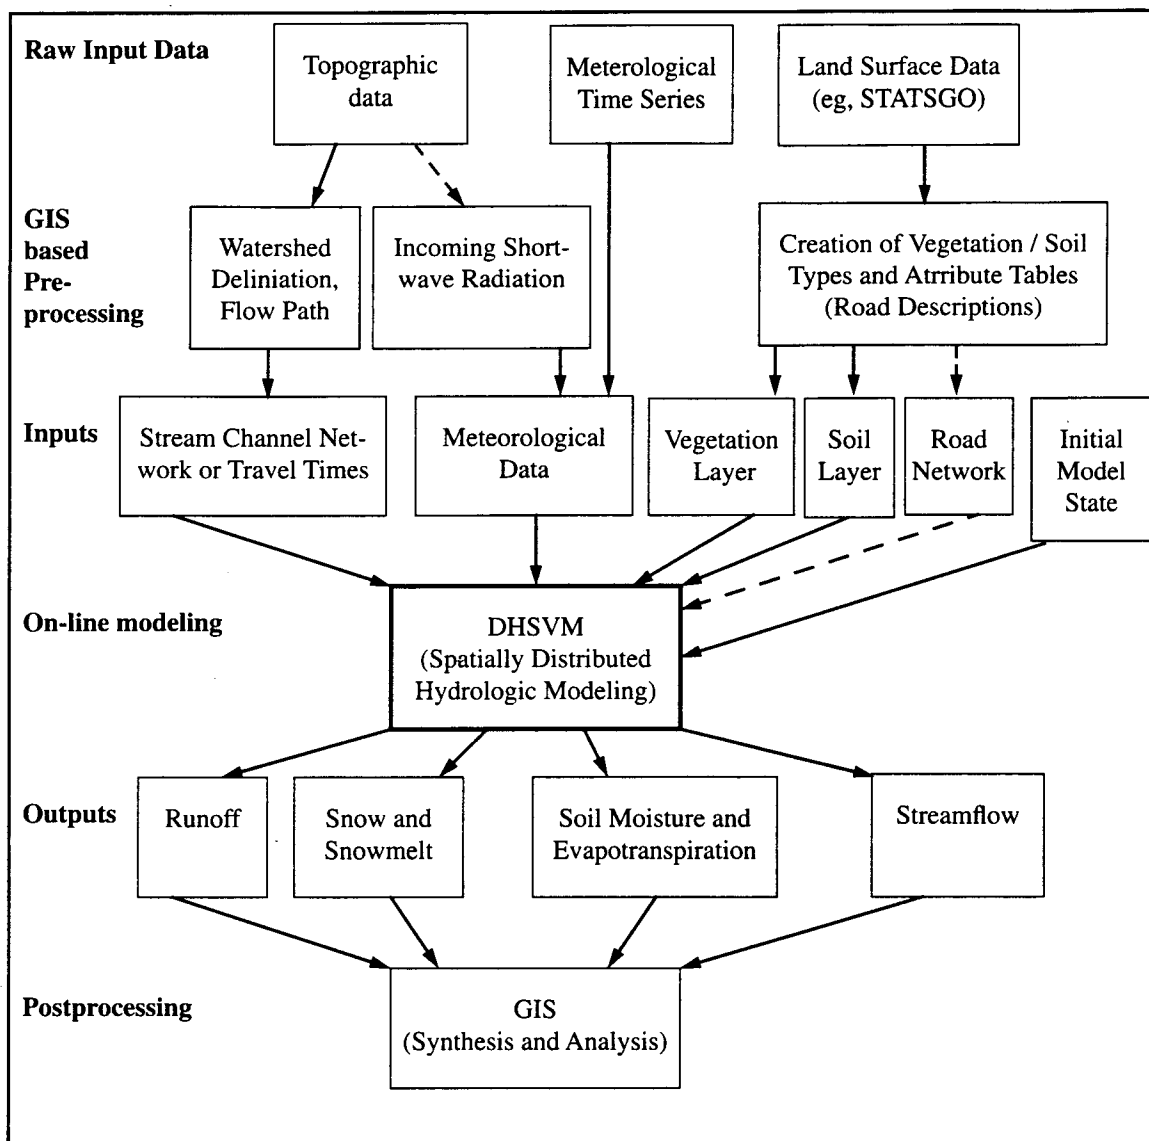 Raw Input Data
Topographic
data
Meterological
Time Series
Land Surface Data
(eg, STATSGO)
GIS
based
Pre-
processing
Watershed
Deliniation,
Flow Path
Incoming Short-
wave Radiation
Creation of Vegetation / Soil
Types and Atrribute Tables
(Road Descriptions)
Inputs
Stream Channel Net-
work or Travel Times
Meteorological
Data
Vegetation
Layer
Soil
Layer
Road
Network
Initial
Model
State
On-line modeling
DHSVM
(Spatially Distributed
Hydrologic Modeling)
Outputs
Runoff
Snow and
Snowmelt
Soil Moisture and
Evapotranspiration
Streamflow
Postprocessing
GIS
(Synthesis and Analysis)